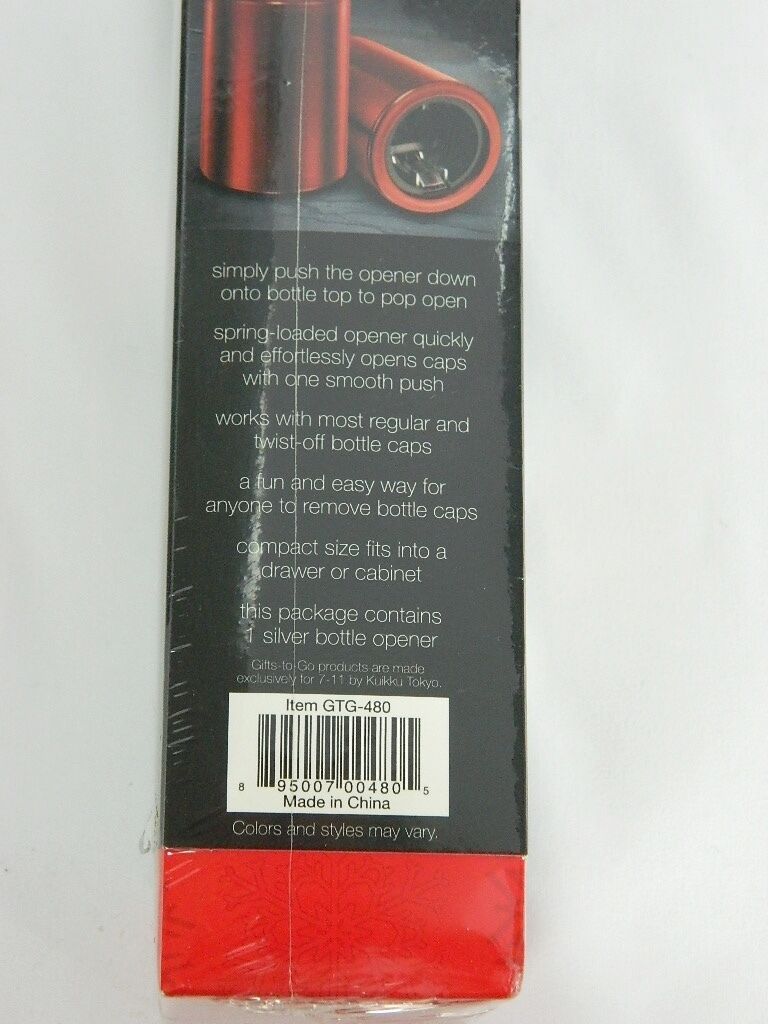 simply push the opener down
onto bottle top to pop open
spring-loaded opener quickly
and effortlessly opens caps
with one smooth push
works with most regular and
twist-off bottle caps
a fun and easy way for
anyone to remove bottle caps
compact size fits into a
drawer or cabinet
this package contains
1 silver bottle opener
Gifts-to-Go products are made
exclusively for 7-11 by Kuikku Tokyo.
Item GTG-480
8 95007 00480 5
Made in China
Colors and styles may vary.